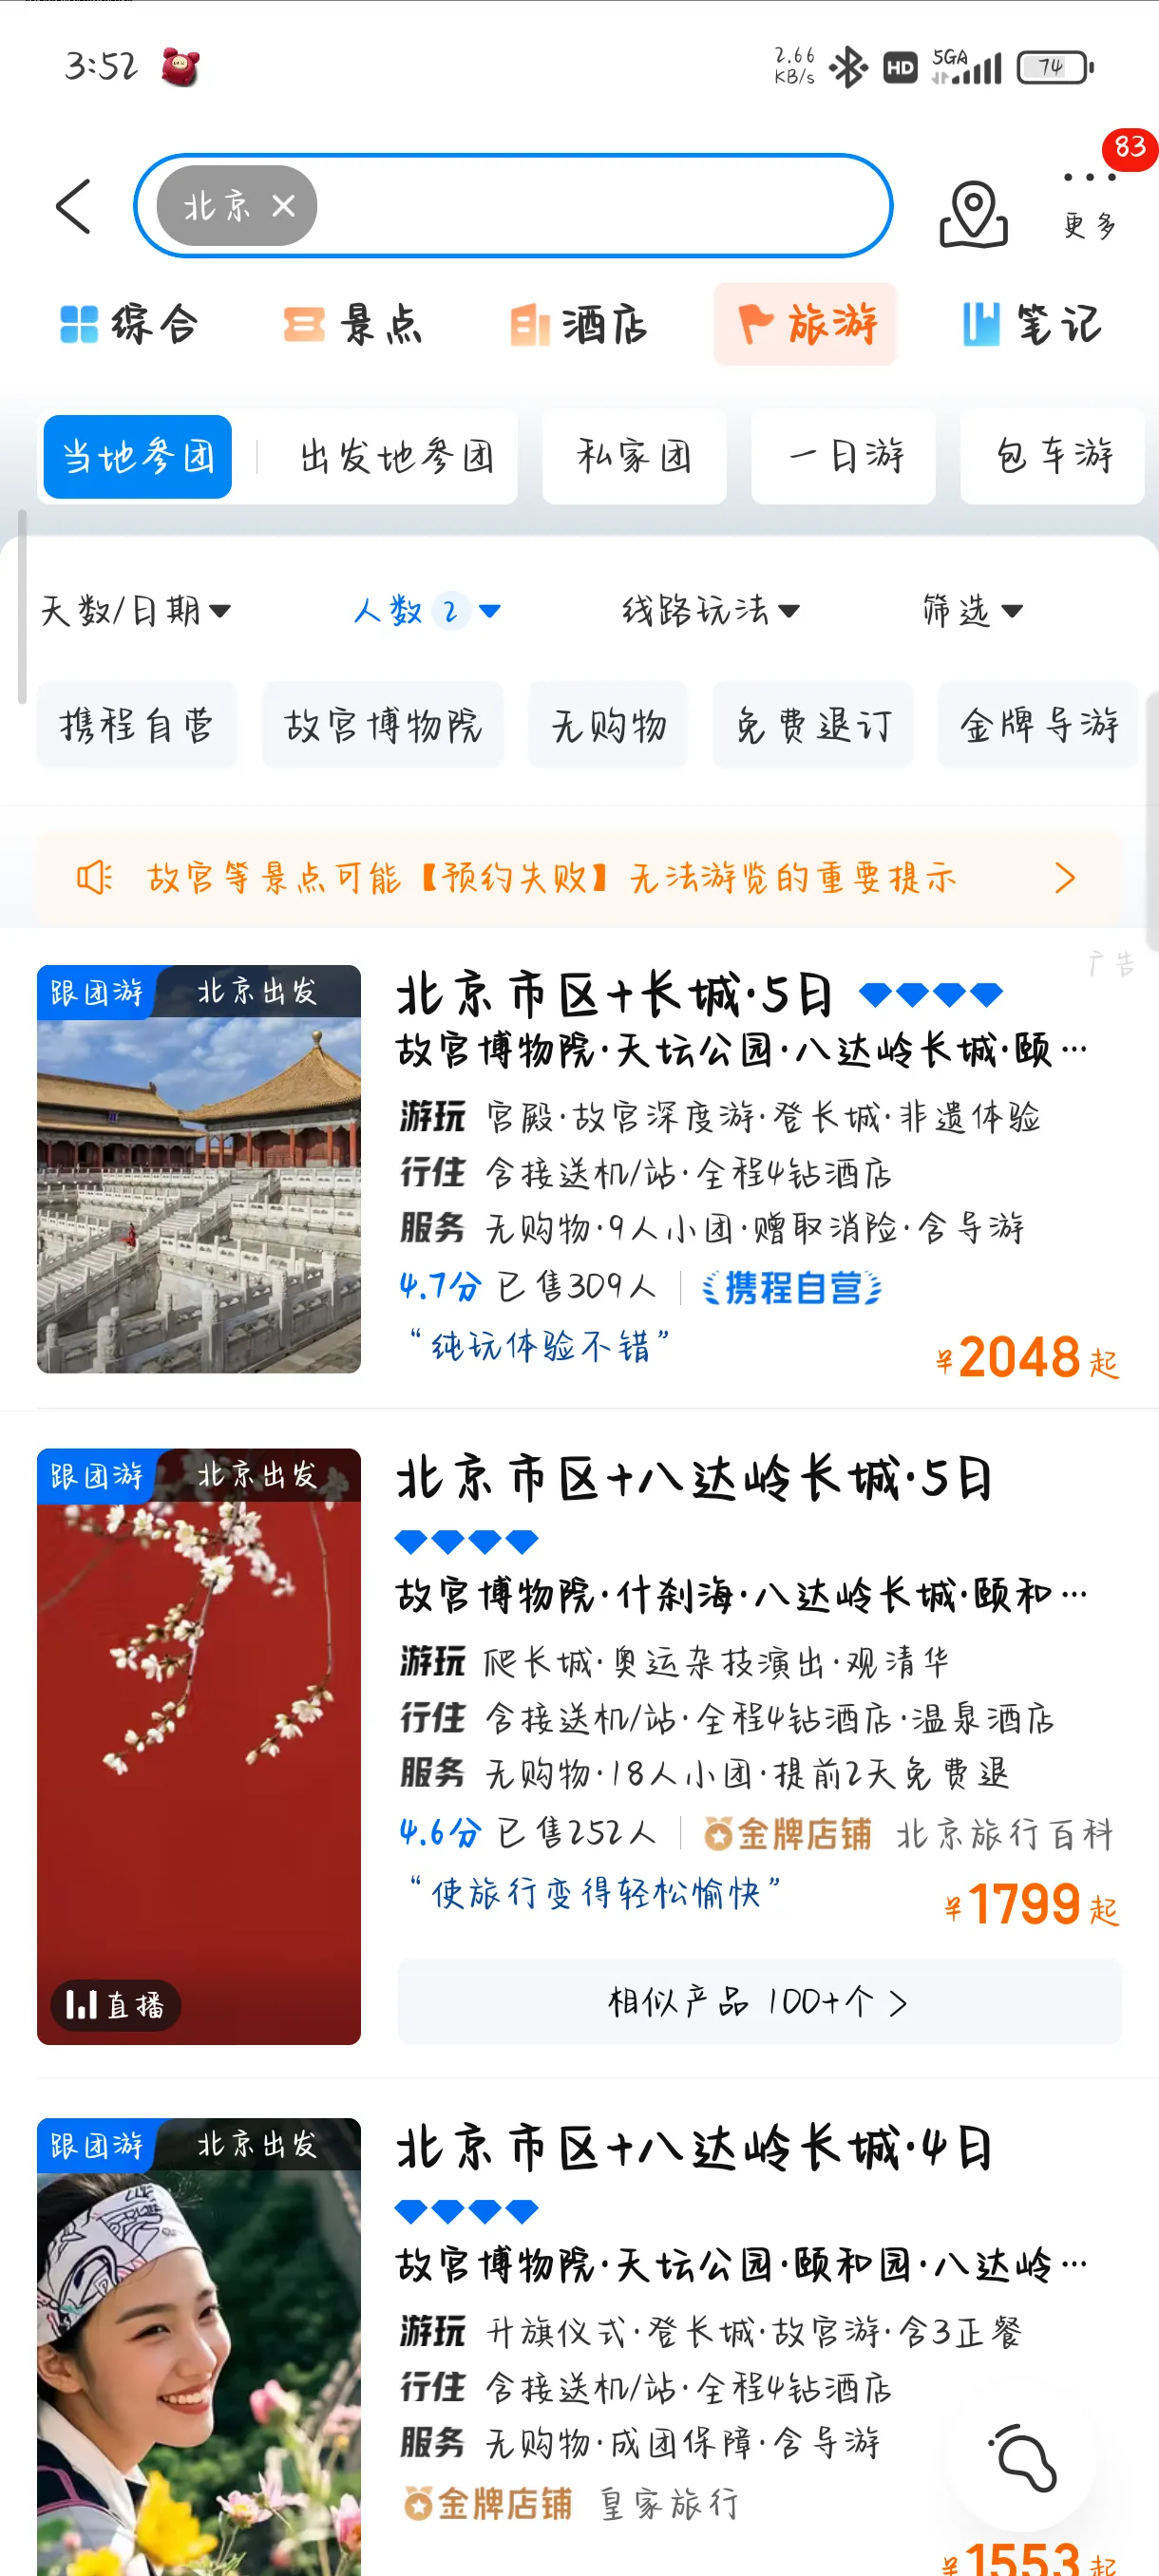 3:52
2.66 KB/s HD 5GA 74
83
北京 ×
更多
综合 景点 酒店 旅游 笔记
当地参团 出发地参团 私家团 一日游 包车游
天数/日期 人数 2 线路玩法 筛选
携程自营 故宫博物院 无购物 免费退订 金牌导游
故宫等景点可能【预约失败】无法游览的重要提示
广告
跟团游 北京出发
北京市区+长城·5日
故宫博物院·天坛公园·八达岭长城·颐…
游玩 宫殿·故宫深度游·登长城·非遗体验
行住 含接送机/站·全程4钻酒店
服务 无购物·9人小团·赠取消险·含导游
4.7分 已售309人 携程自营
“纯玩体验不错”
¥2048起
跟团游 北京出发
北京市区+八达岭长城·5日
故宫博物院·什刹海·八达岭长城·颐和…
游玩 爬长城·奥运杂技演出·观清华
行住 含接送机/站·全程4钻酒店·温泉酒店
服务 无购物·18人小团·提前2天免费退
4.6分 已售252人 金牌店铺 北京旅行百科
“使旅行变得轻松愉快”
¥1799起
直播
相似产品 100+个 >
跟团游 北京出发
北京市区+八达岭长城·4日
故宫博物院·天坛公园·颐和园·八达岭…
游玩 升旗仪式·登长城·故宫游·含3正餐
行住 含接送机/站·全程4钻酒店
服务 无购物·成团保障·含导游
金牌店铺 皇家旅行
¥1553起